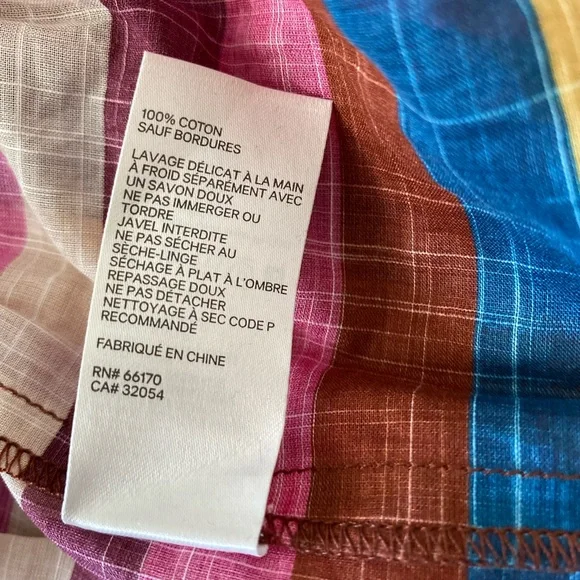 100% COTON
SAUF BORDURES
LAVAGE DÉLICAT À LA MAIN
À FROID SÉPARÉMENT AVEC
UN SAVON DOUX
NE PAS IMMERGER OU
TORDRE
JAVEL INTERDITE
NE PAS SÉCHER AU
SÈCHE-LINGE
SÉCHAGE À PLAT À L'OMBRE
REPASSAGE DOUX
NE PAS DÉTACHER
NETTOYAGE À SEC CODE P
RECOMMANDÉ
FABRIQUÉ EN CHINE
RN# 66170
CA# 32054